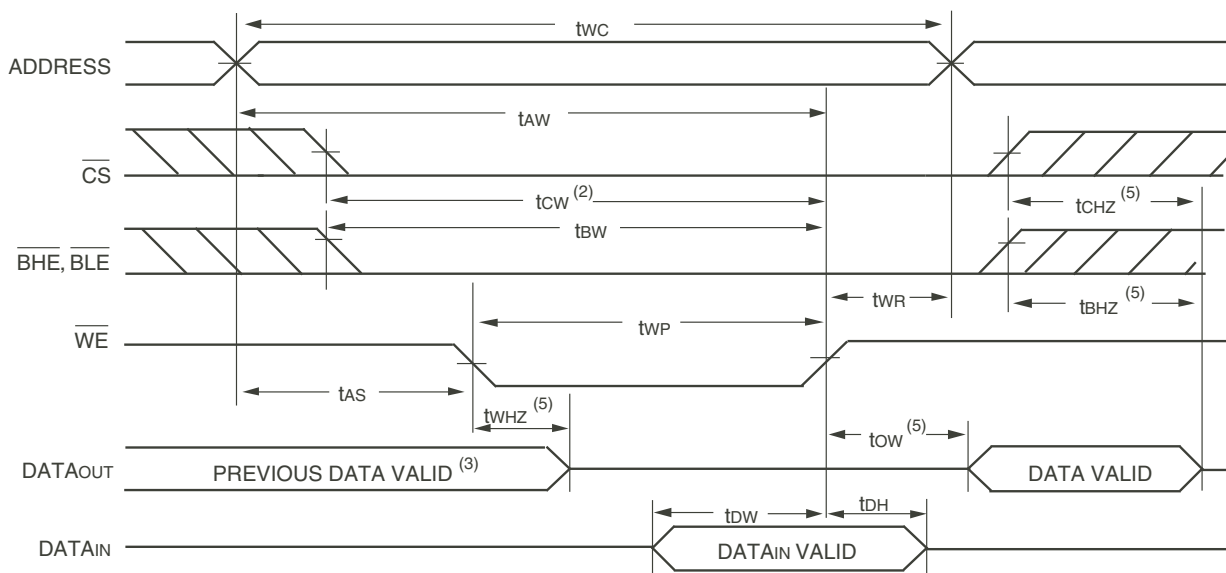 tWC
ADDRESS
tAW
CS
tCW (2)
tCHZ (5)
tBW
BHE, BLE
tWR
tBHZ (5)
tWP
WE
tAS
tWHZ (5)
tOW (5)
DATAOUT
PREVIOUS DATA VALID (3)
DATA VALID
tDW
tDH
DATAIN
DATAIN VALID